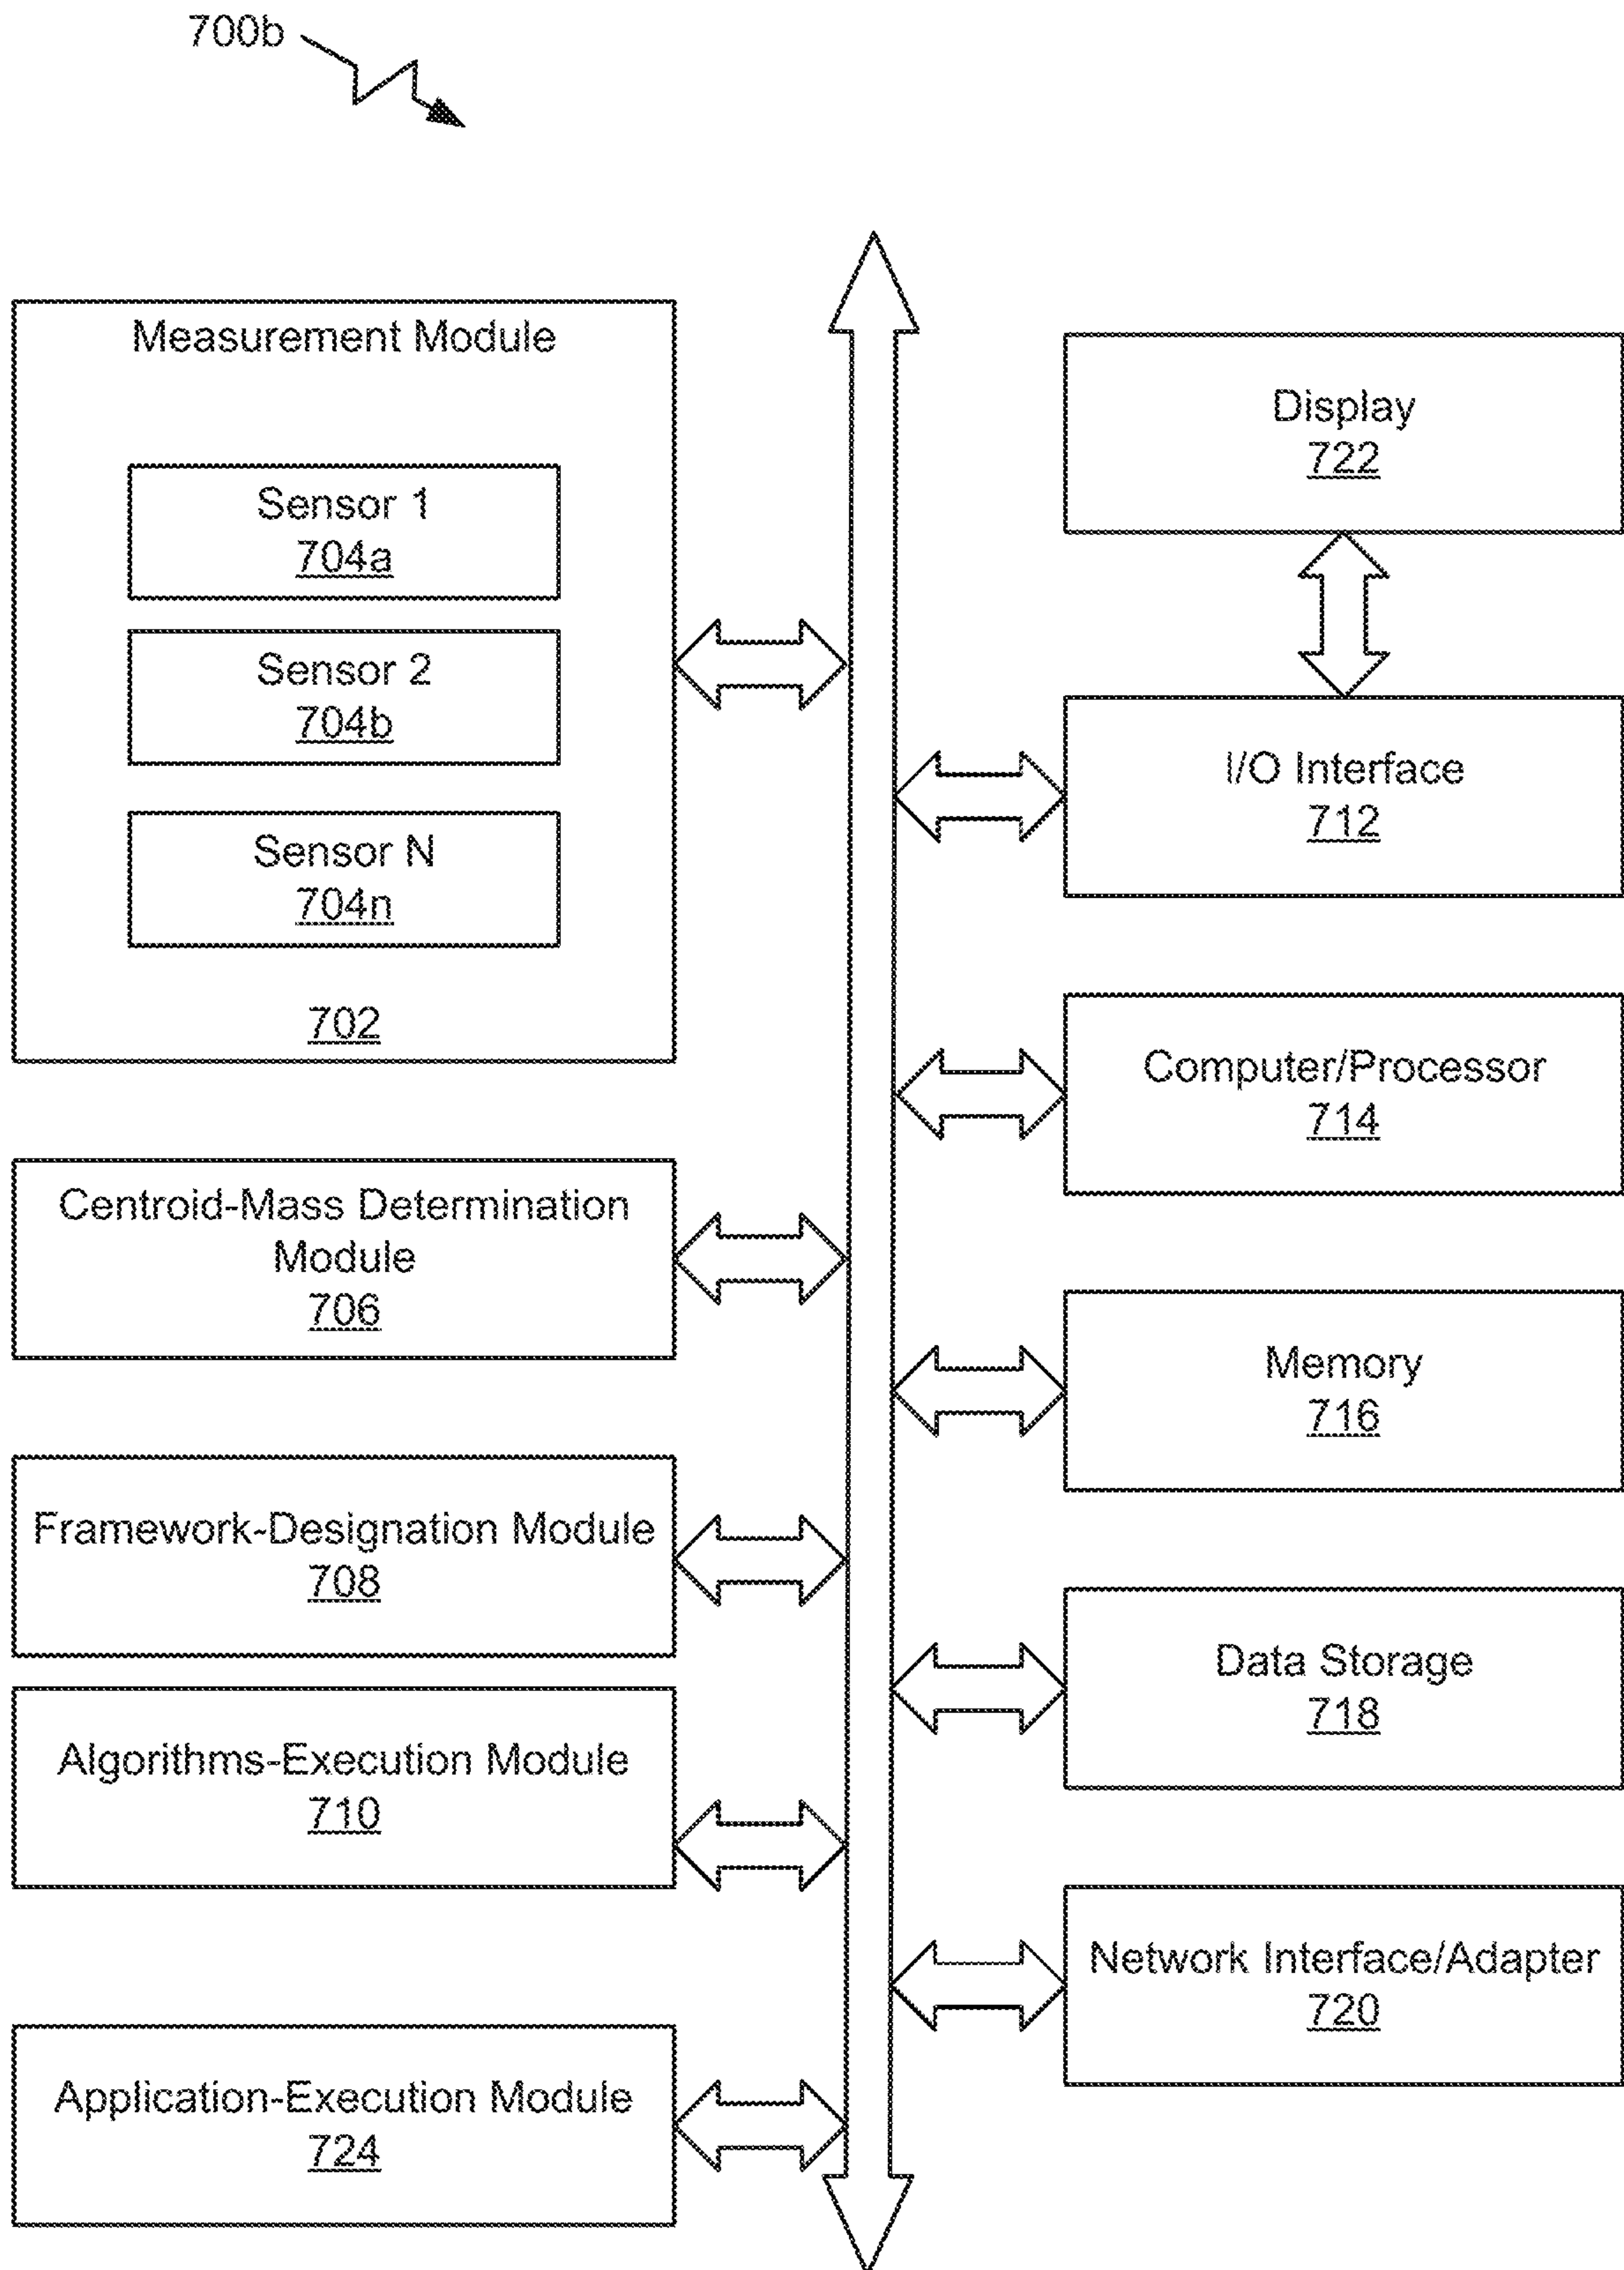 700b
Measurement Module
Sensor 1
704a
Sensor 2
704b
Sensor N
704n
702
Centroid-Mass Determination
Module
706
Framework-Designation Module
708
Algorithms-Execution Module
710
Application-Execution Module
724
Display
722
I/O Interface
712
Computer/Processor
714
Memory
716
Data Storage
718
Network Interface/Adapter
720